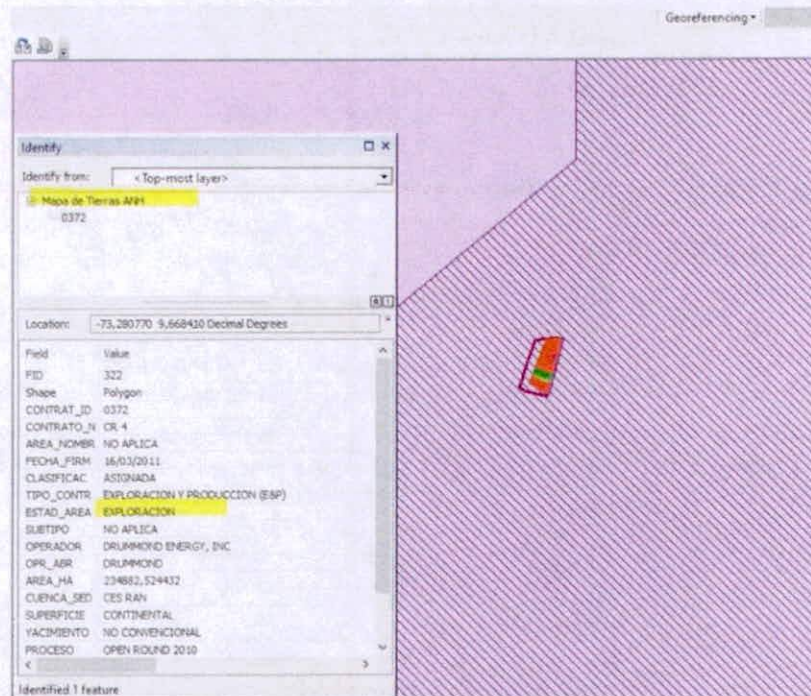 Georeferencing
Identify
Identify from: <Top-most layer>
Mapa de Tierras ANH
0372
Location: -73,280770 9,668410 Decimal Degrees
Field Value
FID 322
Shape Polygon
CONTRAT_ID 0372
CONTRATO_N CR 4
AREA_NOMBR NO APLICA
FECHA_FIRM 16/03/2011
CLASIFICAC ASIGNADA
TIPO_CONTR EXPLORACION Y PRODUCCION (E&P)
ESTAD_AREA EXPLORACION
SUBTIPO NO APLICA
OPERADOR DRUMMOND ENERGY, INC
OPR_ABR DRUMMOND
AREA_HA 234882,524432
CUENCA_SED CES RAN
SUPERFICIE CONTINENTAL
YACIMIENTO NO CONVENCIONAL
PROCESO OPEN ROUND 2010
Identified 1 feature